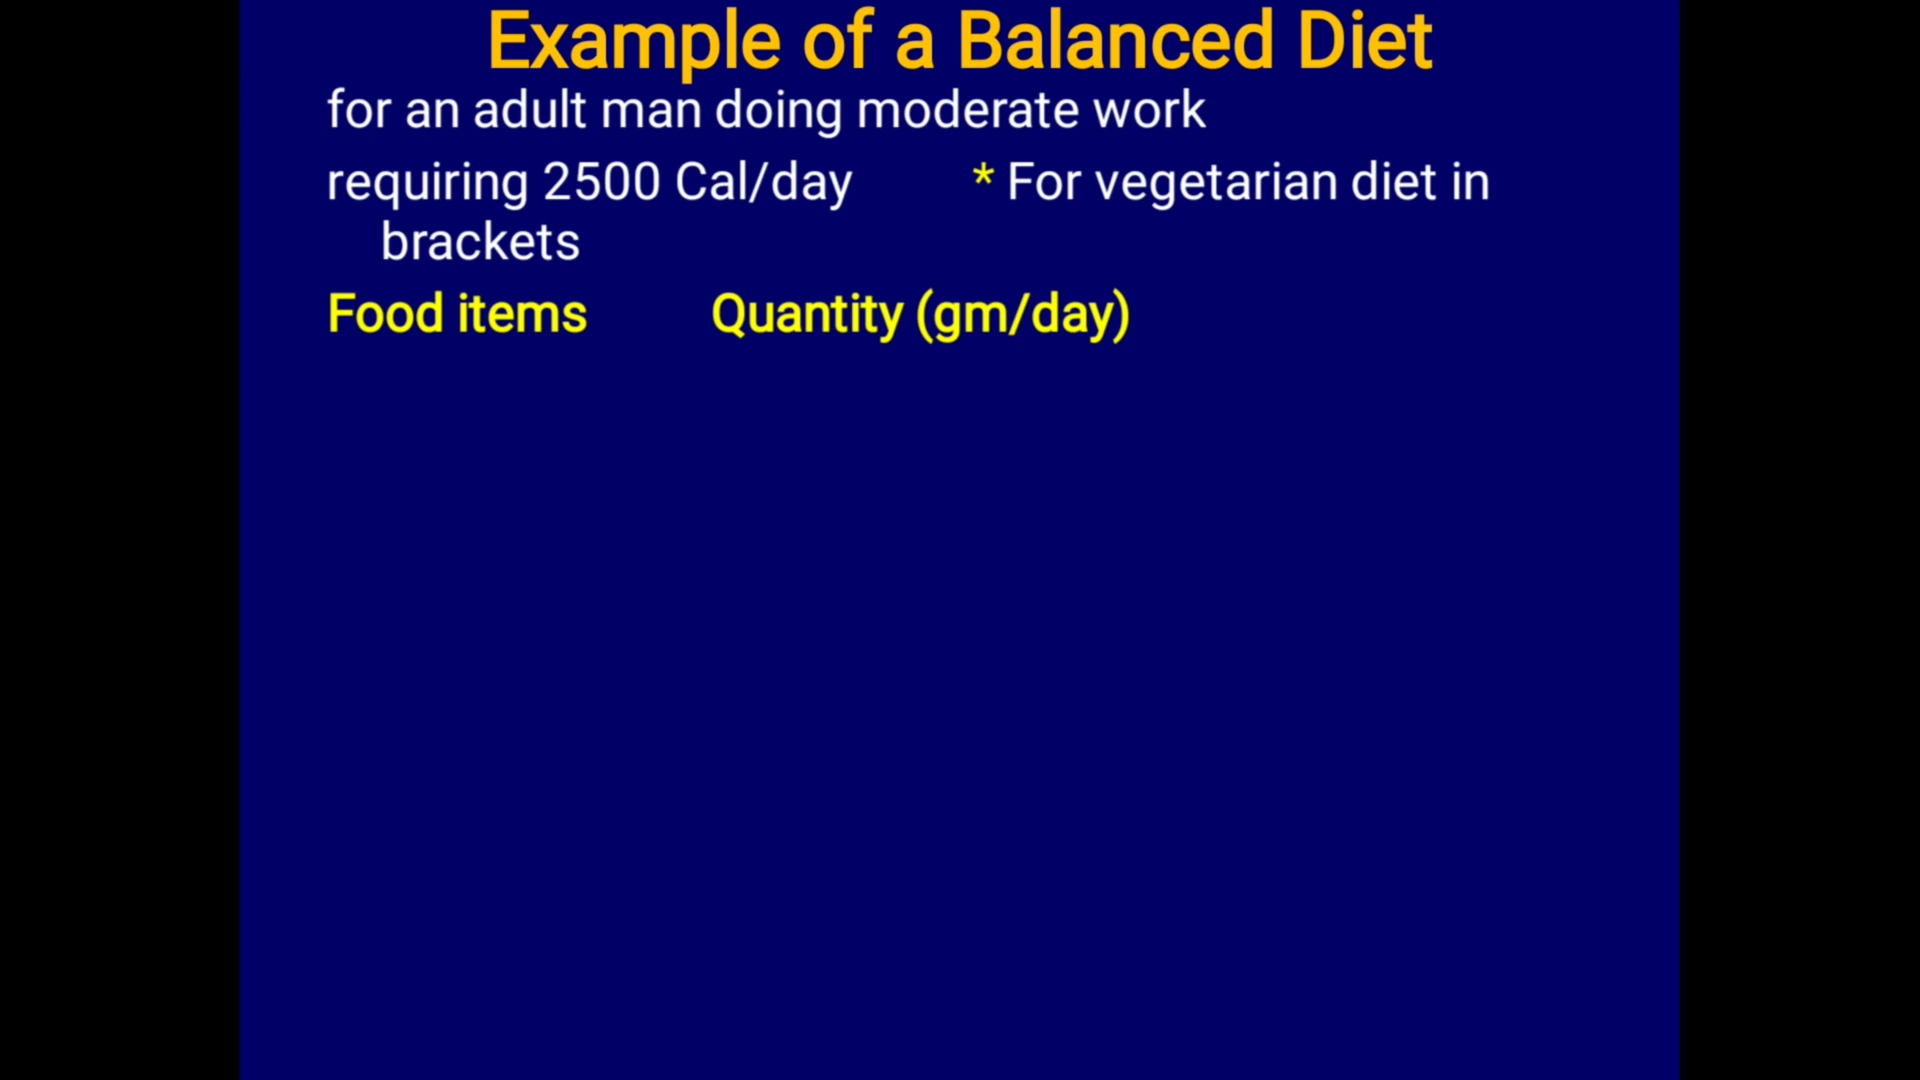 Example of a Balanced Diet
for an adult man doing moderate work
requiring 2500 Cal/day * For vegetarian diet in
brackets
Food items Quantity (gm/day)